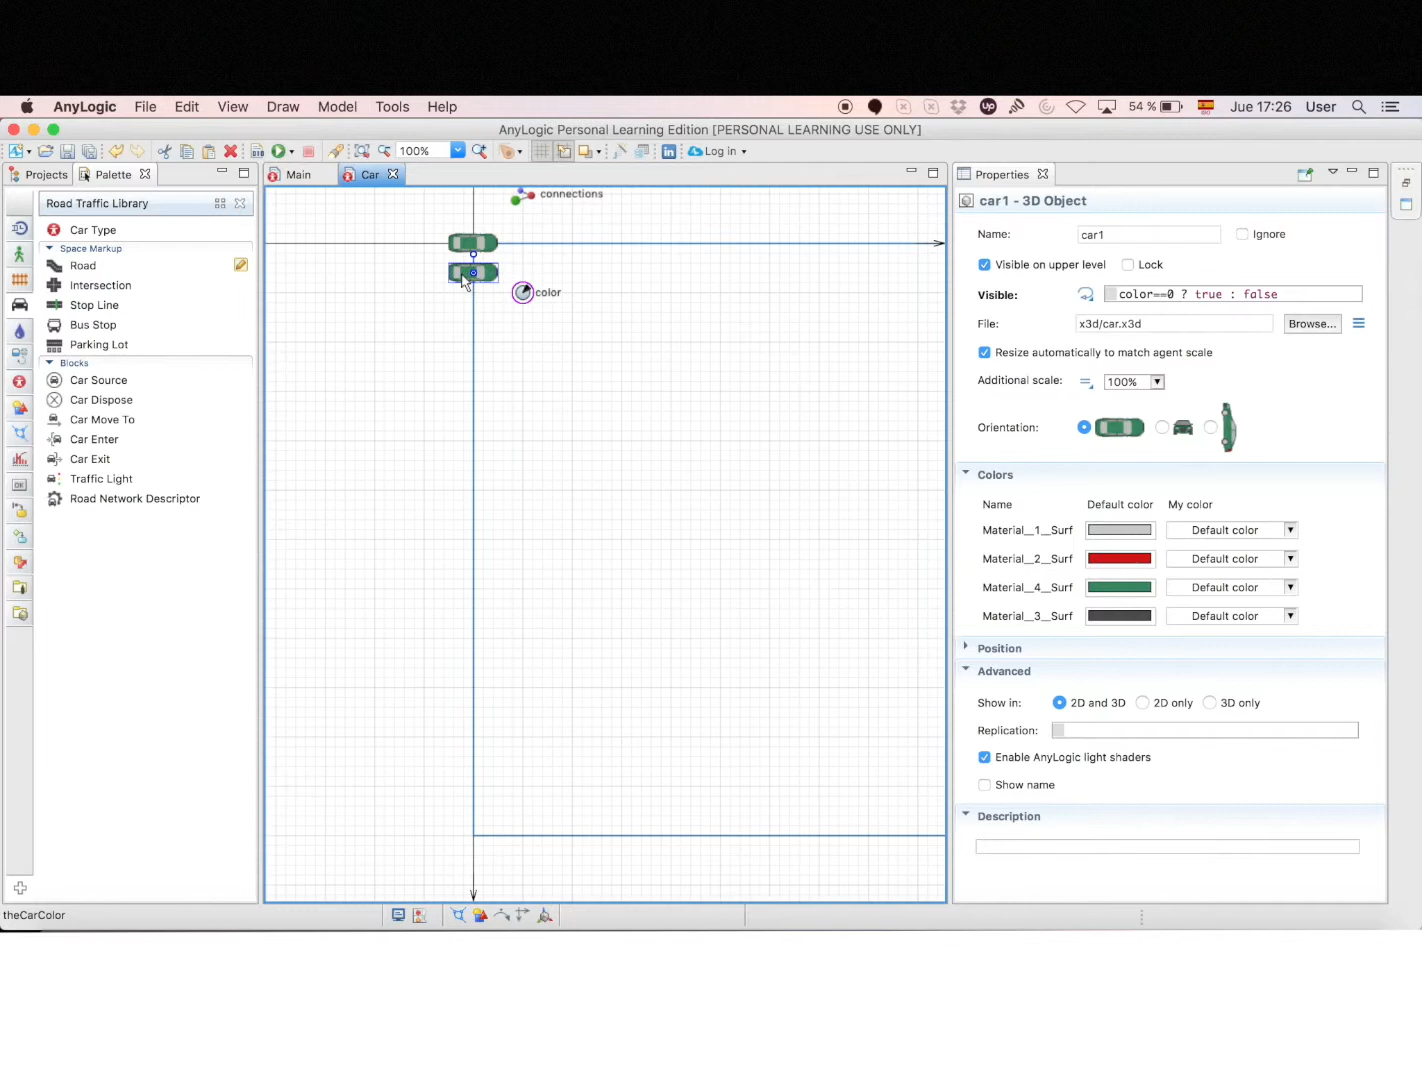 AnyLogic File Edit View Draw Model Tools Help 54 % Jue 17:26 User
AnyLogic Personal Learning Edition [PERSONAL LEARNING USE ONLY]
100% Log in
Projects Palette Main Car Properties
Road Traffic Library
Car Type
Space Markup
Road
Intersection
Stop Line
Bus Stop
Parking Lot
Blocks
Car Source
Car Dispose
Car Move To
Car Enter
Car Exit
Traffic Light
Road Network Descriptor
theCarColor
connections
color
car1 - 3D Object
Name: car1 Ignore
Visible on upper level Lock
Visible: color==0 ? true : false
File: x3d/car.x3d Browse...
Resize automatically to match agent scale
Additional scale: 100%
Orientation:
Colors
Name Default color My color
Material__1__Surf Default color
Material__2__Surf Default color
Material__4__Surf Default color
Material__3__Surf Default color
Position
Advanced
Show in: 2D and 3D 2D only 3D only
Replication:
Enable AnyLogic light shaders
Show name
Description